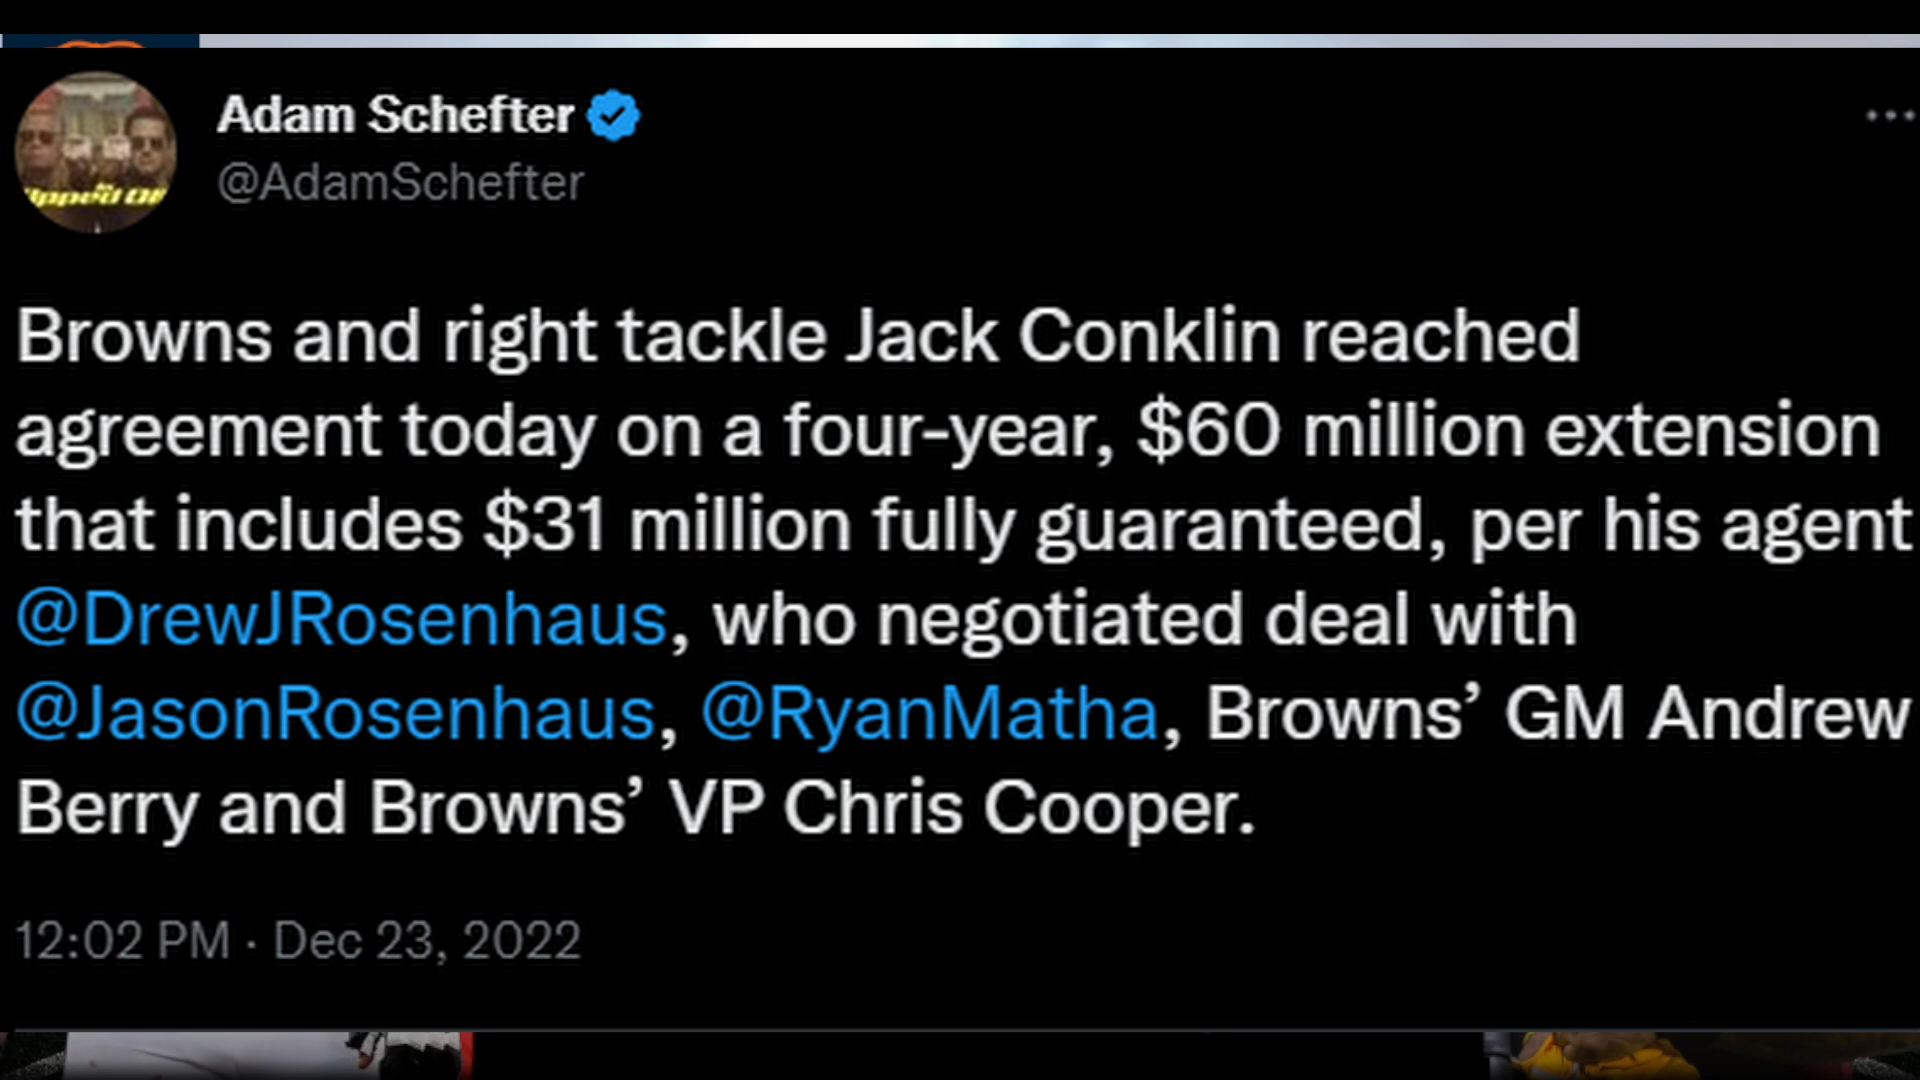 Adam Schefter
@AdamSchefter
Browns and right tackle Jack Conklin reached
agreement today on a four-year, $60 million extension
that includes $31 million fully guaranteed, per his agent
@DrewJRosenhaus, who negotiated deal with
@JasonRosenhaus, @RyanMatha, Browns’ GM Andrew
Berry and Browns’ VP Chris Cooper.
12:02 PM · Dec 23, 2022